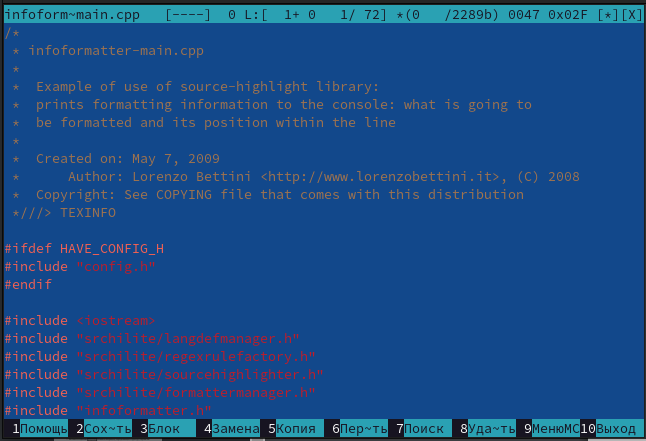 infoform~main.cpp [----] 0 L:[ 1+ 0 1/ 72] *(0 /2289b) 0047 0x02F [*][X]
/*
* infoformatter-main.cpp
*
* Example of use of source-highlight library:
* prints formatting information to the console: what is going to
* be formatted and its position within the line
*
* Created on: May 7, 2009
* Author: Lorenzo Bettini <http://www.lorenzobettini.it>, (C) 2008
* Copyright: See COPYING file that comes with this distribution
*///> TEXINFO
#ifdef HAVE_CONFIG_H
#include "config.h"
#endif
#include <iostream>
#include "srchilite/langdefmanager.h"
#include "srchilite/regexrulefactory.h"
#include "srchilite/sourcehighlighter.h"
#include "srchilite/formattermanager.h"
#include "infoformatter.h"
1Помощь 2Сох~ть 3Блок 4Замена 5Копия 6Пер~ть 7Поиск 8Уда~ть 9МенюMC 10Выход